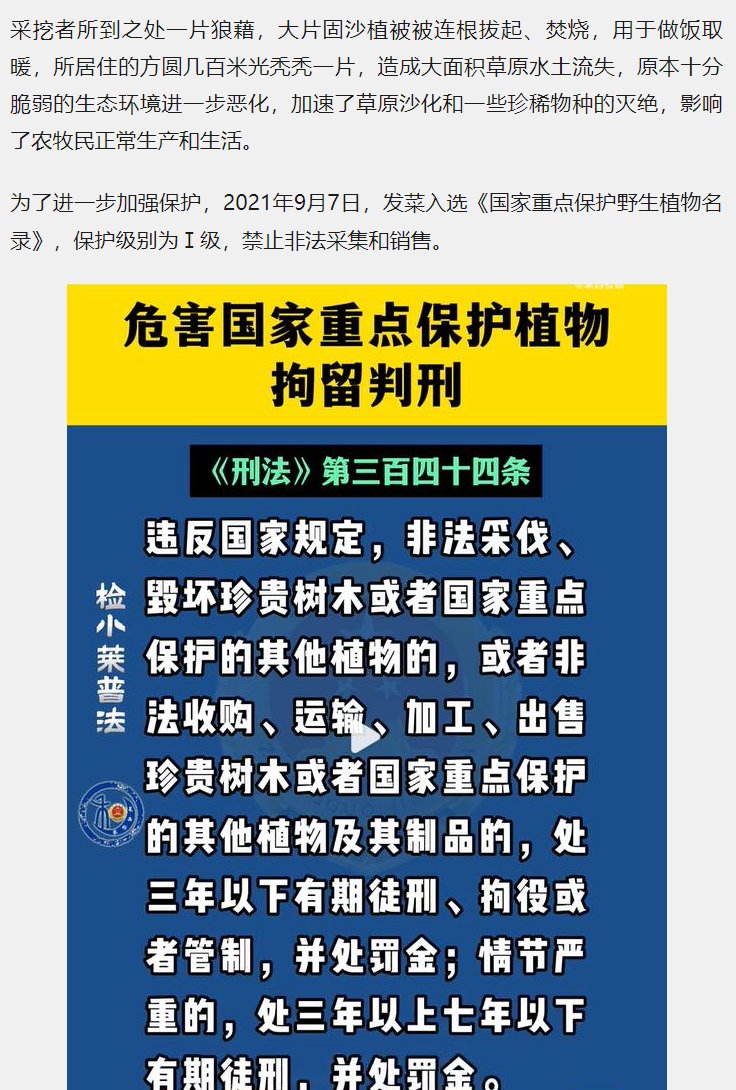 采挖者所到之处一片狼藉，大片固沙植被被连根拔起、焚烧，用于做饭取
暖，所居住的方圆几百米光秃秃一片，造成大面积草原水土流失，原本十分
脆弱的生态环境进一步恶化，加速了草原沙化和一些珍稀物种的灭绝，影响
了农牧民正常生产和生活。
为了进一步加强保护，2021年9月7日，发菜入选《国家重点保护野生植物名
录》，保护级别为Ⅰ级，禁止非法采集和销售。
危害国家重点保护植物
拘留判刑
《刑法》第三百四十四条
违反国家规定，非法采伐、
毁坏珍贵树木或者国家重点
保护的其他植物的，或者非
法收购、运输、加工、出售
珍贵树木或者国家重点保护
的其他植物及其制品的，处
三年以下有期徒刑、拘役或
者管制，并处罚金；情节严
重的，处三年以上七年以下
有期徒刑，并处罚金。
检小莱普法